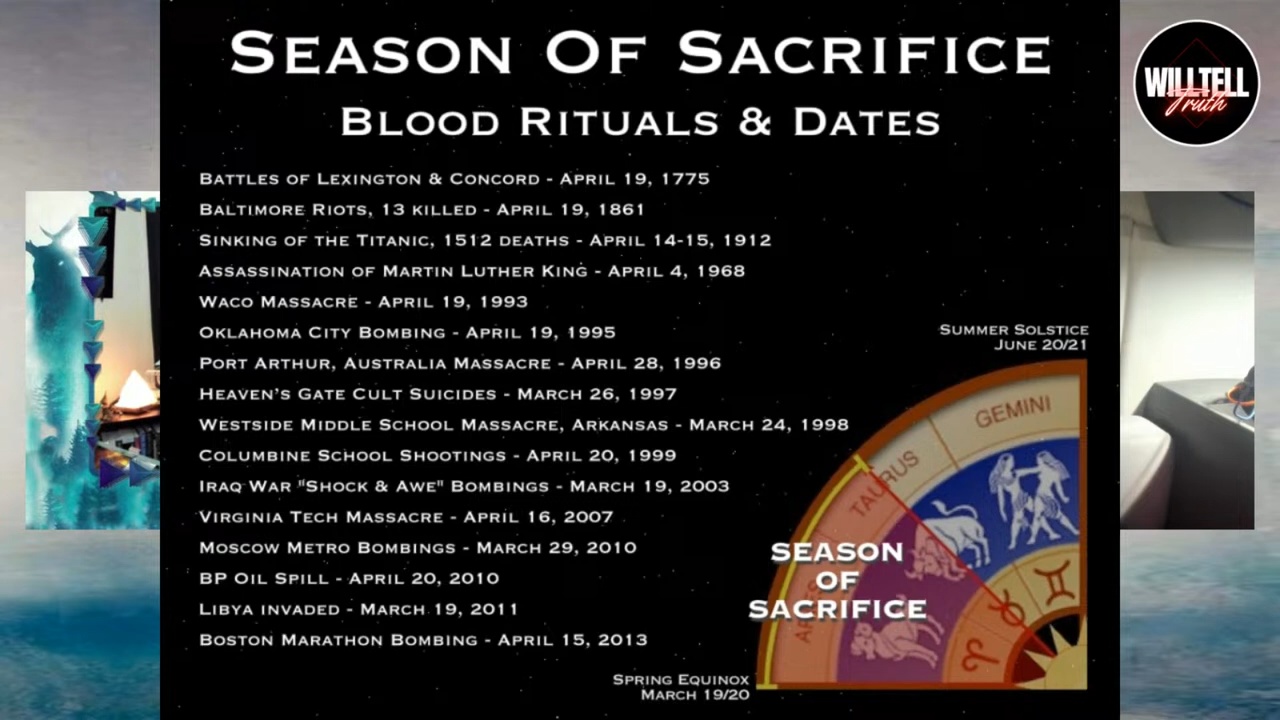 SEASON OF SACRIFICE
BLOOD RITUALS & DATES
WILLTELL
Truth
BATTLES OF LEXINGTON & CONCORD - APRIL 19, 1775
BALTIMORE RIOTS, 13 KILLED - APRIL 19, 1861
SINKING OF THE TITANIC, 1512 DEATHS - APRIL 14-15, 1912
ASSASSINATION OF MARTIN LUTHER KING - APRIL 4, 1968
WACO MASSACRE - APRIL 19, 1993
OKLAHOMA CITY BOMBING - APRIL 19, 1995
PORT ARTHUR, AUSTRALIA MASSACRE - APRIL 28, 1996
HEAVEN'S GATE CULT SUICIDES - MARCH 26, 1997
WESTSIDE MIDDLE SCHOOL MASSACRE, ARKANSAS - MARCH 24, 1998
COLUMBINE SCHOOL SHOOTINGS - APRIL 20, 1999
IRAQ WAR "SHOCK & AWE" BOMBINGS - MARCH 19, 2003
VIRGINIA TECH MASSACRE - APRIL 16, 2007
MOSCOW METRO BOMBINGS - MARCH 29, 2010
BP OIL SPILL - APRIL 20, 2010
LIBYA INVADED - MARCH 19, 2011
BOSTON MARATHON BOMBING - APRIL 15, 2013
SUMMER SOLSTICE
JUNE 20/21
GEMINI
TAURUS
SEASON
OF
SACRIFICE
SPRING EQUINOX
MARCH 19/20